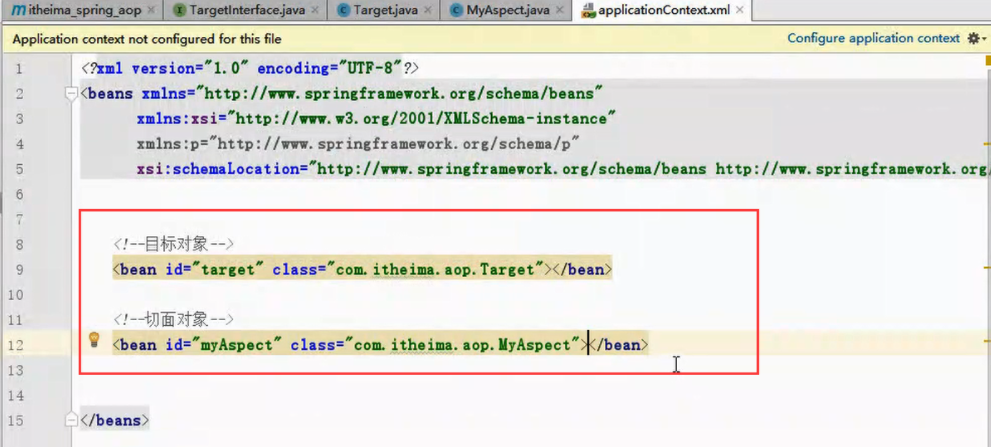 itheima_spring_aop TargetInterface.java Target.java MyAspect.java applicationContext.xml
Application context not configured for this file Configure application context
1 <?xml version="1.0" encoding="UTF-8"?>
2 <beans xmlns="http://www.springframework.org/schema/beans"
3 xmlns:xsi="http://www.w3.org/2001/XMLSchema-instance"
4 xmlns:p="http://www.springframework.org/schema/p"
5 xsi:schemaLocation="http://www.springframework.org/schema/beans http://www.springframework.org/
6
7
8 <!--目标对象-->
9 <bean id="target" class="com.itheima.aop.Target"></bean>
10
11 <!--切面对象-->
12 <bean id="myAspect" class="com.itheima.aop.MyAspect"></bean>
13
14
15 </beans>